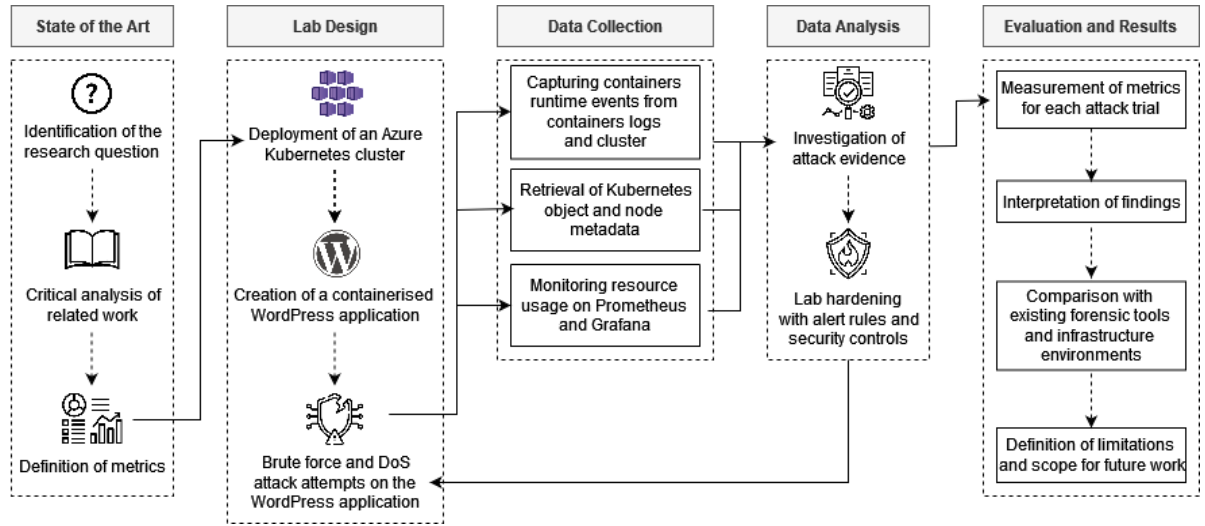 State of the Art
Lab Design
Data Collection
Data Analysis
Evaluation and Results
?
Identification of the
research question
Critical analysis of
related work
Definition of metrics
Deployment of an Azure
Kubernetes cluster
Creation of a containerised
WordPress application
Brute force and DoS
attack attempts on the
WordPress application
Capturing containers
runtime events from
containers logs
and cluster
Retrieval of Kubernetes
object and node
metadata
Monitoring resource
usage on Prometheus
and Grafana
Investigation of
attack evidence
Lab hardening
with alert rules and
security controls
Measurement of metrics
for each attack trial
Interpretation of findings
Comparison with
existing forensic tools
and infrastructure
environments
Definition of limitations
and scope for future work